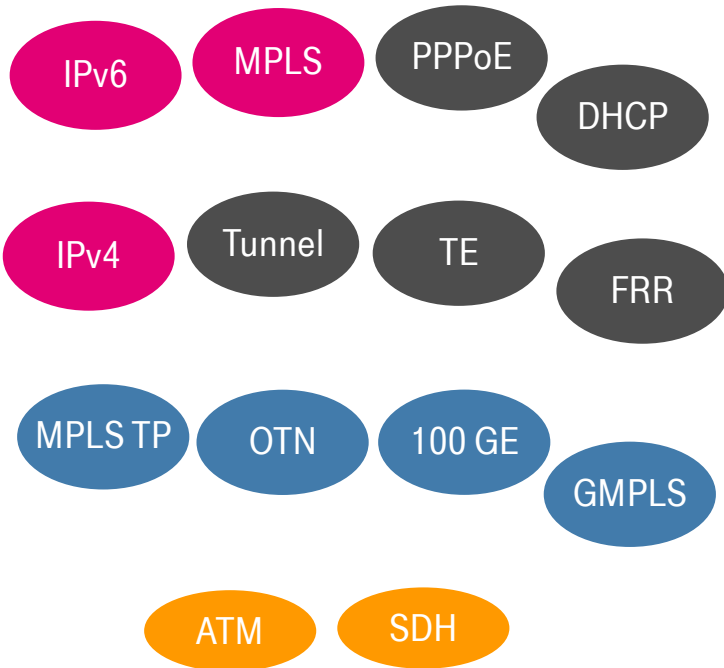 IPv6
MPLS
PPPoE
DHCP
IPv4
Tunnel
TE
FRR
MPLS TP
OTN
100 GE
GMPLS
ATM
SDH